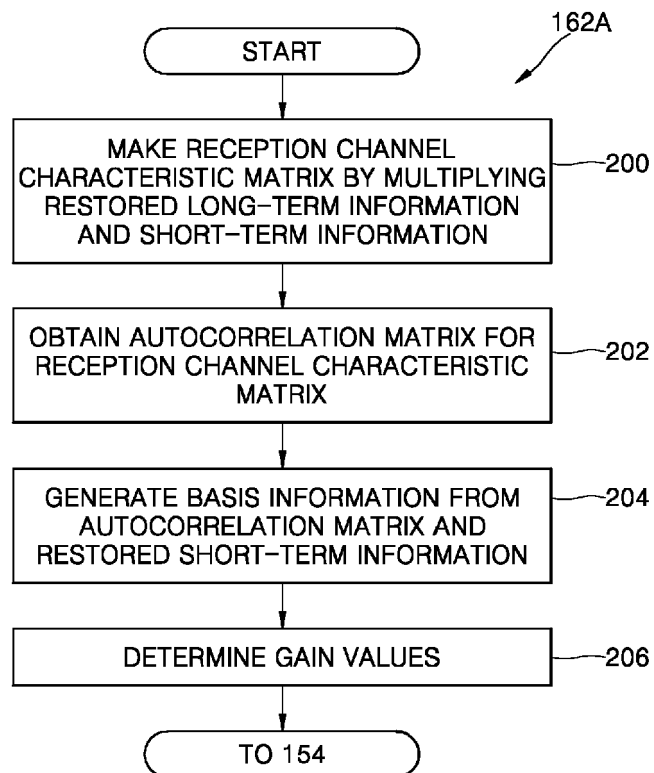 162A
START
MAKE RECEPTION CHANNEL
CHARACTERISTIC MATRIX BY MULTIPLYING
RESTORED LONG-TERM INFORMATION
AND SHORT-TERM INFORMATION
200
OBTAIN AUTOCORRELATION MATRIX FOR
RECEPTION CHANNEL CHARACTERISTIC
MATRIX
202
GENERATE BASIS INFORMATION FROM
AUTOCORRELATION MATRIX AND
RESTORED SHORT-TERM INFORMATION
204
DETERMINE GAIN VALUES
206
TO 154